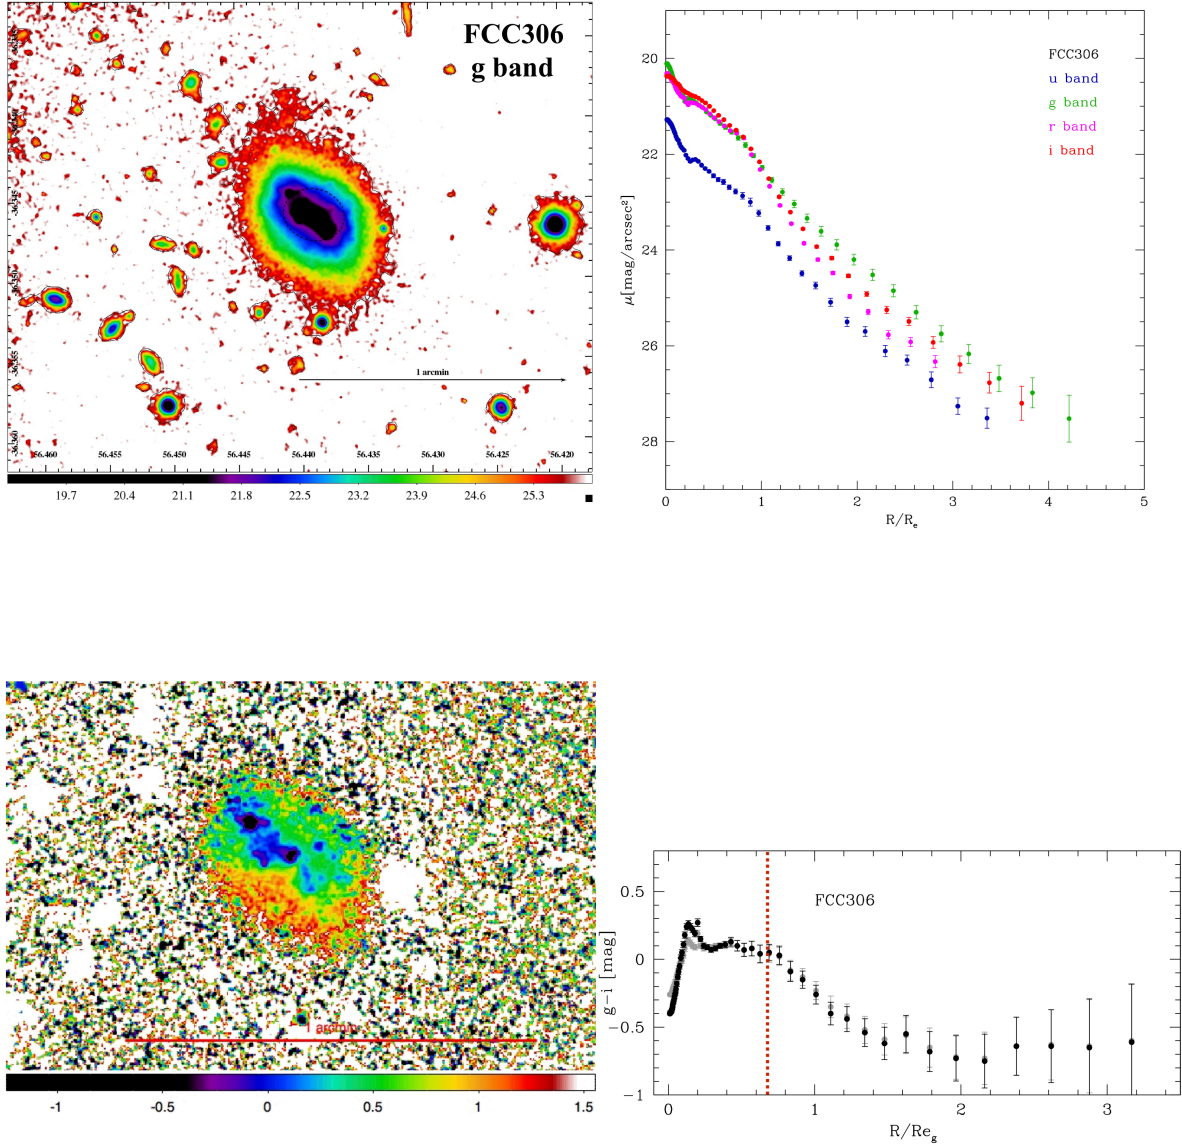 FCC306
g band
1 arcmin
56.460 56.455 56.450 56.445 56.440 56.435 56.430 56.425 56.420
19.7 20.4 21.1 21.8 22.5 23.2 23.9 24.6 25.3
FCC306
u band
g band
r band
i band
20
22
24
26
28
μ[mag/arcsec²]
0 1 2 3 4 5
R/Rₑ
1 arcmin
-1 -0.5 0 0.5 1 1.5
FCC306
0.5
0
−0.5
−1
g−i [mag]
0 1 2 3
R/Re_g